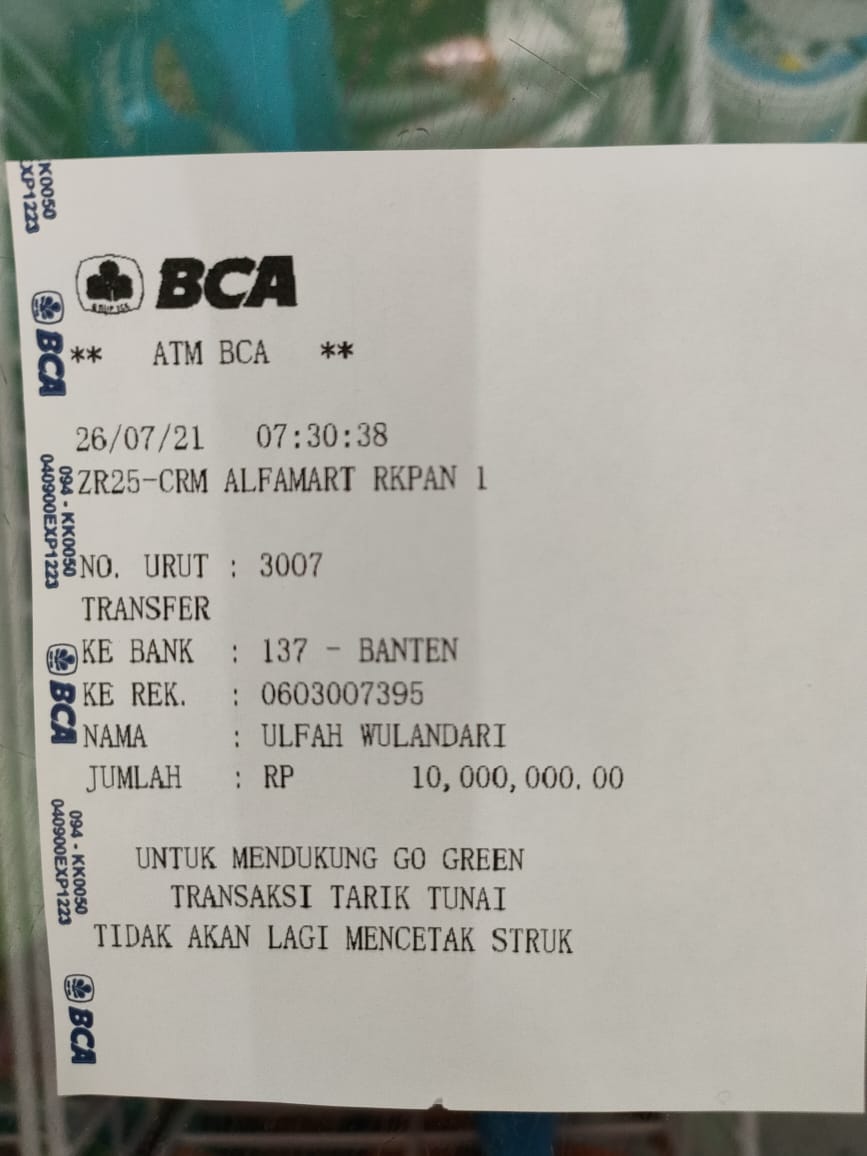 BCA
** ATM BCA **
26/07/21 07:30:38
ZR25-CRM ALFAMART RKPAN 1
NO. URUT : 3007
TRANSFER
KE BANK : 137 - BANTEN
KE REK. : 0603007395
NAMA : ULFAH WULANDARI
JUMLAH : RP 10,000,000.00
UNTUK MENDUKUNG GO GREEN
TRANSAKSI TARIK TUNAI
TIDAK AKAN LAGI MENCETAK STRUK
K0050
XP1223
BCA
094 - KK0050
040900EXP1223
BCA
094 - KK0050
040900EXP1223
BCA